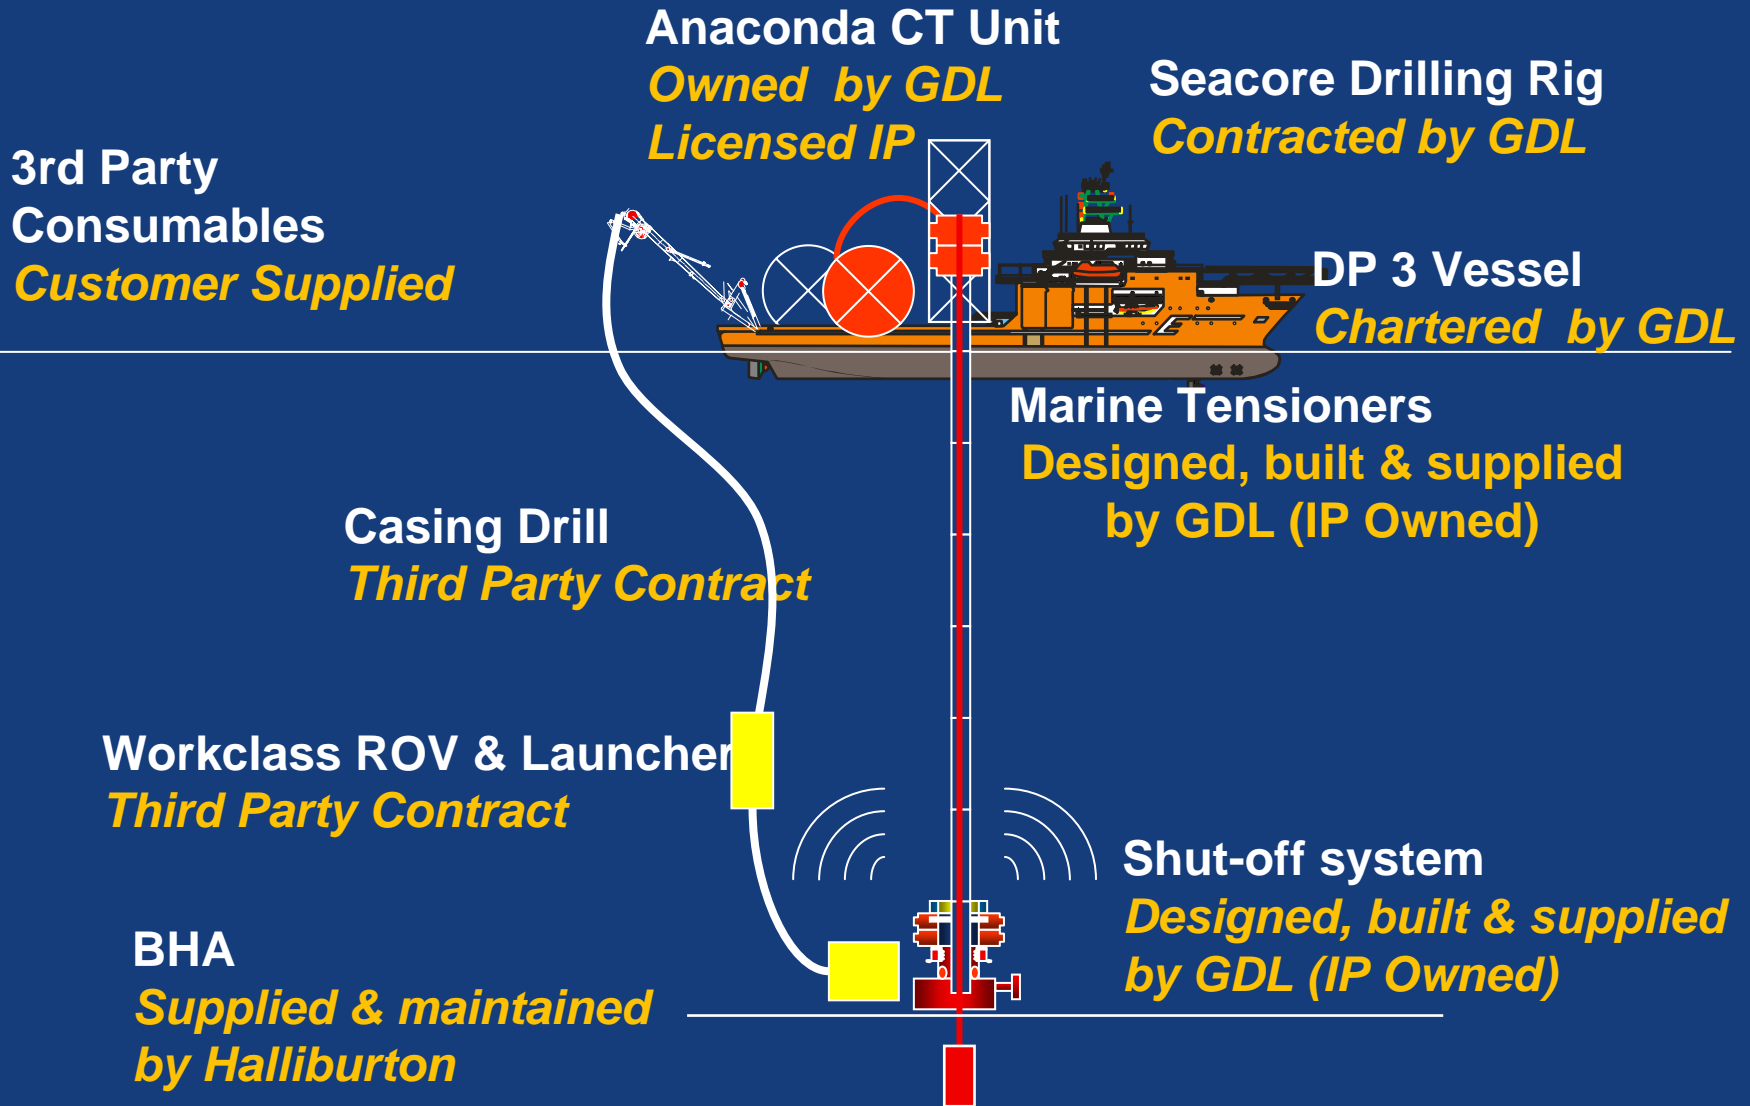 Anaconda CT Unit
Owned by GDL
Licensed IP
Seacore Drilling Rig
Contracted by GDL
3rd Party
Consumables
Customer Supplied
DP 3 Vessel
Chartered by GDL
Marine Tensioners
Designed, built & supplied
by GDL (IP Owned)
Casing Drill
Third Party Contract
Workclass ROV & Launcher
Third Party Contract
Shut-off system
Designed, built & supplied
by GDL (IP Owned)
BHA
Supplied & maintained
by Halliburton